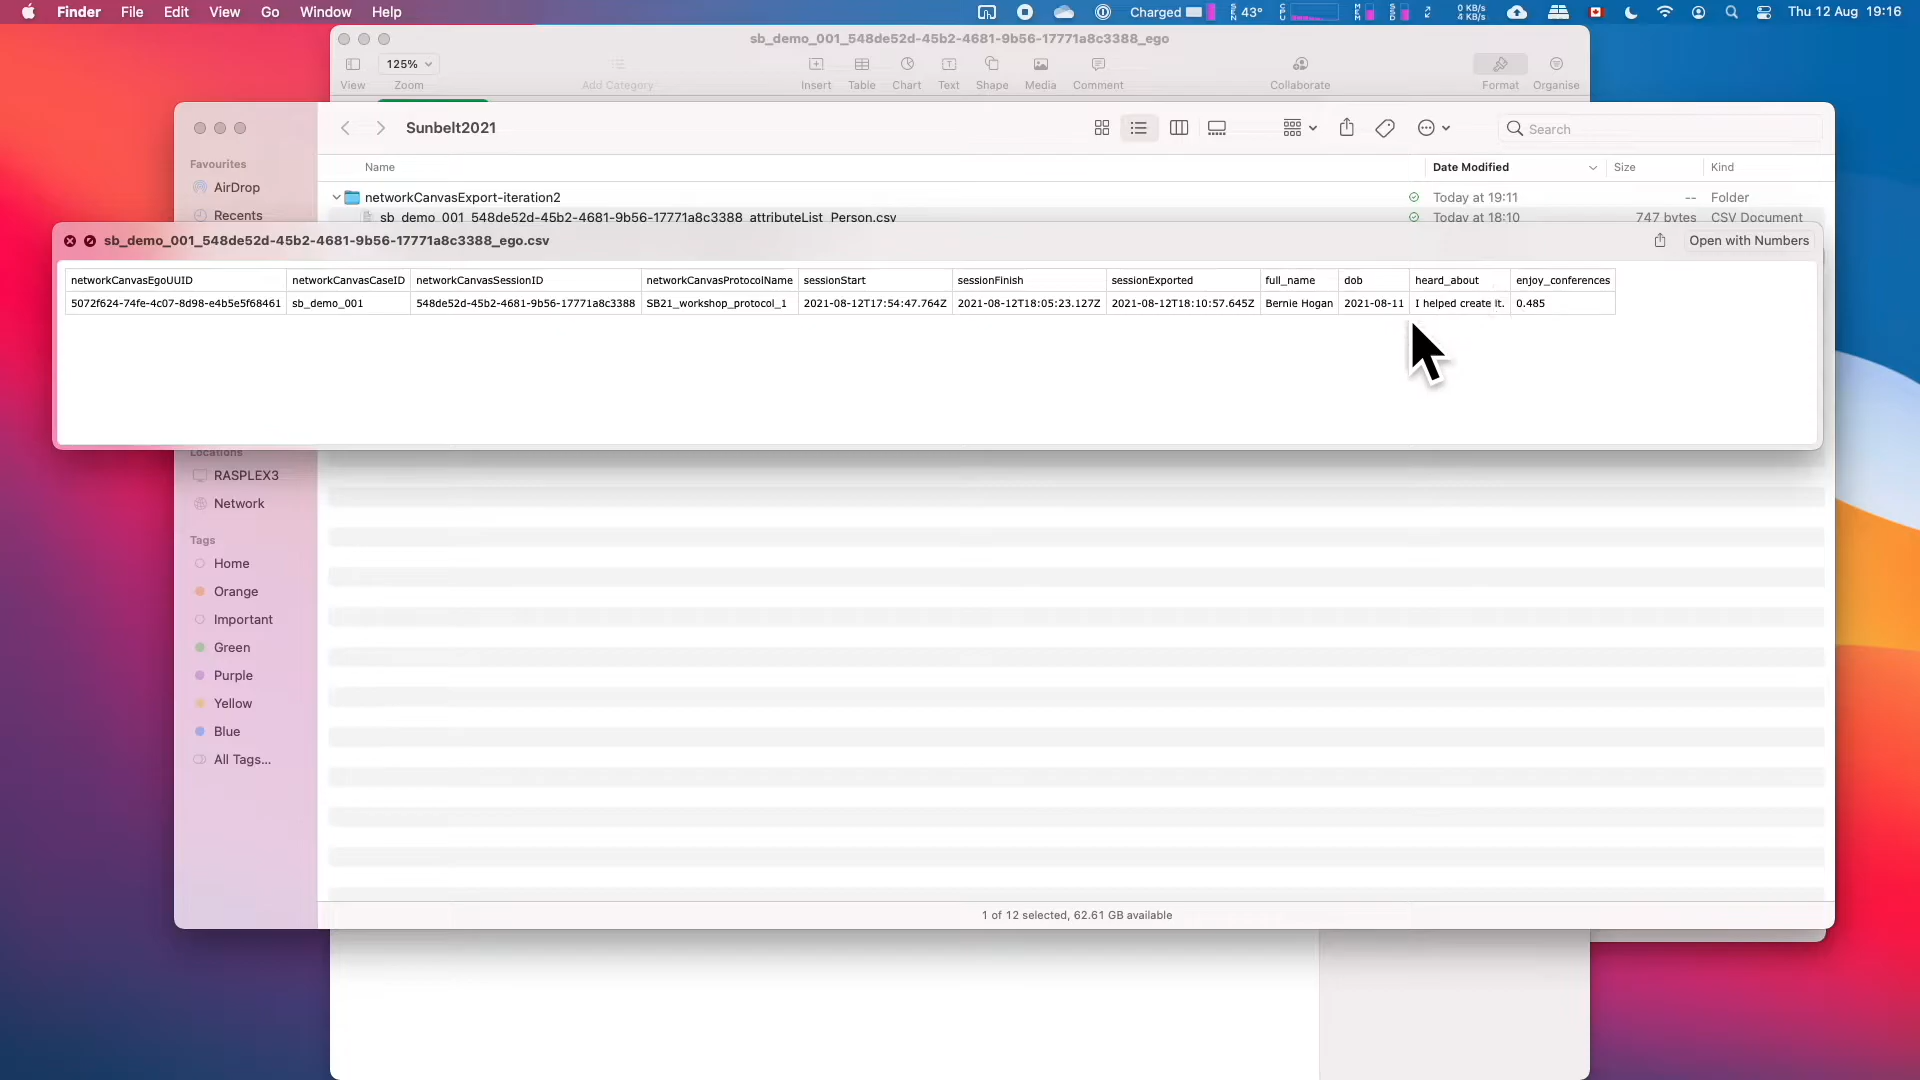 Finder File Edit View Go Window Help Charged 43° 0 KB/s 4 KB/s Thu 12 Aug 19:16
sb_demo_001_548de52d-45b2-4681-9b56-17771a8c3388_ego
125%
View Zoom Add Category Insert Table Chart Text Shape Media Comment Collaborate Format Organise
Sunbelt2021 Search
Favourites
AirDrop
Recents
Name Date Modified Size Kind
networkCanvasExport-iteration2 Today at 19:11 -- Folder
sb_demo_001_548de52d-45b2-4681-9b56-17771a8c3388_attributeList_Person.csv Today at 18:10 747 bytes CSV Document
sb_demo_001_548de52d-45b2-4681-9b56-17771a8c3388_ego.csv Open with Numbers
networkCanvasEgoUUID networkCanvasCaseID networkCanvasSessionID networkCanvasProtocolName sessionStart sessionFinish sessionExported full_name dob heard_about enjoy_conferences
5072f624-74fe-4c07-8d98-e4b5e5f68461 sb_demo_001 548de52d-45b2-4681-9b56-17771a8c3388 SB21_workshop_protocol_1 2021-08-12T17:54:47.764Z 2021-08-12T18:05:23.127Z 2021-08-12T18:10:57.645Z Bernie Hogan 2021-08-11 I helped create it. 0.485
Locations
RASPLEX3
Network
Tags
Home
Orange
Important
Green
Purple
Yellow
Blue
All Tags...
1 of 12 selected, 62.61 GB available